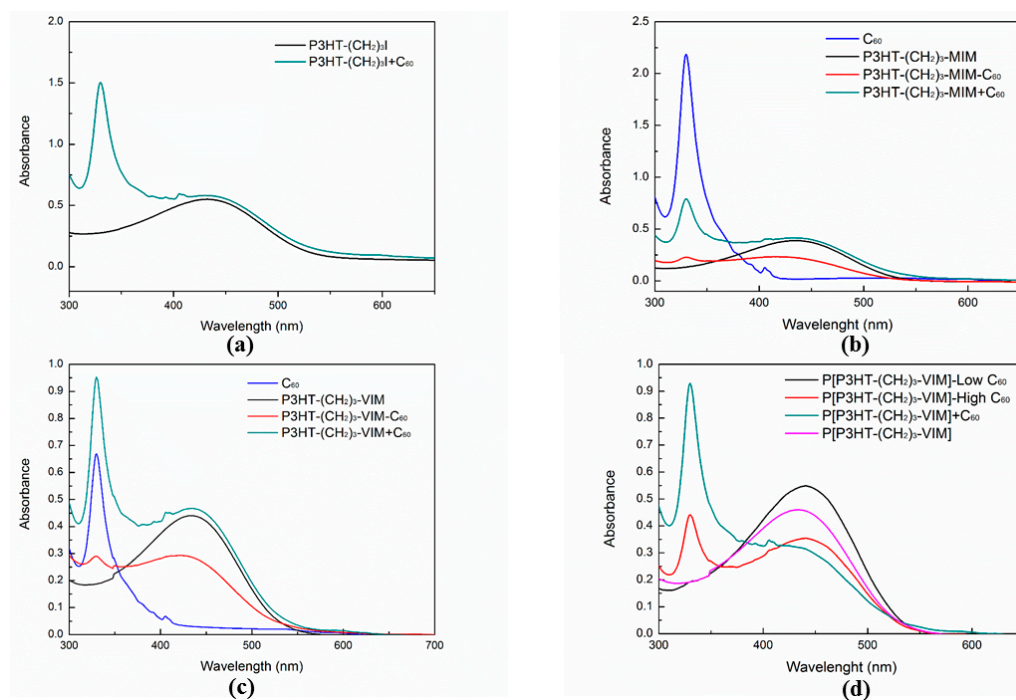 2.0
1.5
1.0
0.5
0.0
Absorbance
P3HT-(CH₂)₃I
P3HT-(CH₂)₃I+C₆₀
300 400 500 600
Wavelength (nm)
(a)
2.5
2.0
1.5
1.0
0.5
0.0
Absorbance
C₆₀
P3HT-(CH₂)₃-MIM
P3HT-(CH₂)₃-MIM-C₆₀
P3HT-(CH₂)₃-MIM+C₆₀
300 400 500 600
Wavelenght (nm)
(b)
1.0
0.9
0.8
0.7
0.6
0.5
0.4
0.3
0.2
0.1
0.0
Absorbance
C₆₀
P3HT-(CH₂)₃-VIM
P3HT-(CH₂)₃-VIM-C₆₀
P3HT-(CH₂)₃-VIM+C₆₀
300 400 500 600 700
Wavelength (nm)
(c)
1.0
0.9
0.8
0.7
0.6
0.5
0.4
0.3
0.2
0.1
0.0
Absorbance
P[P3HT-(CH₂)₃-VIM]-Low C₆₀
P[P3HT-(CH₂)₃-VIM]-High C₆₀
P[P3HT-(CH₂)₃-VIM]+C₆₀
P[P3HT-(CH₂)₃-VIM]
300 400 500 600
Wavelenght (nm)
(d)